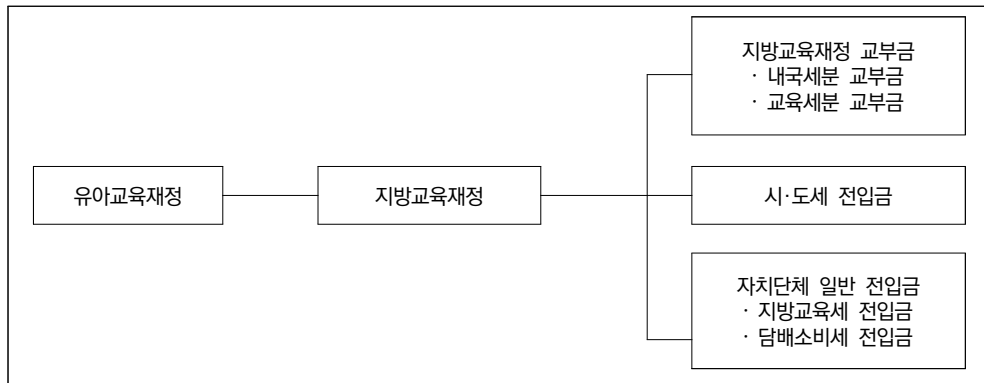 유아교육재정
지방교육재정
지방교육재정 교부금
· 내국세분 교부금
· 교육세분 교부금
시·도세 전입금
자치단체 일반 전입금
· 지방교육세 전입금
· 담배소비세 전입금